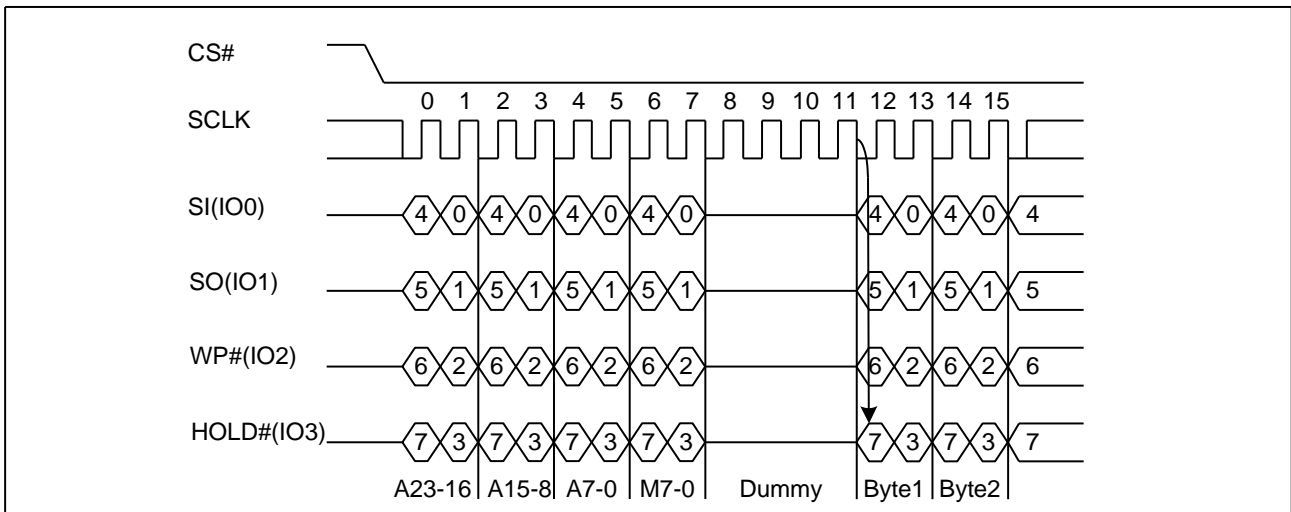 CS#
0 1 2 3 4 5 6 7 8 9 10 11 12 13 14 15
SCLK
SI(IO0) 4 0 4 0 4 0 4 0 4 0 4 0 4
SO(IO1) 5 1 5 1 5 1 5 1 5 1 5 1 5
WP#(IO2) 6 2 6 2 6 2 6 2 6 2 6 2 6
HOLD#(IO3) 7 3 7 3 7 3 7 3 7 3 7 3 7
A23-16 A15-8 A7-0 M7-0 Dummy Byte1 Byte2